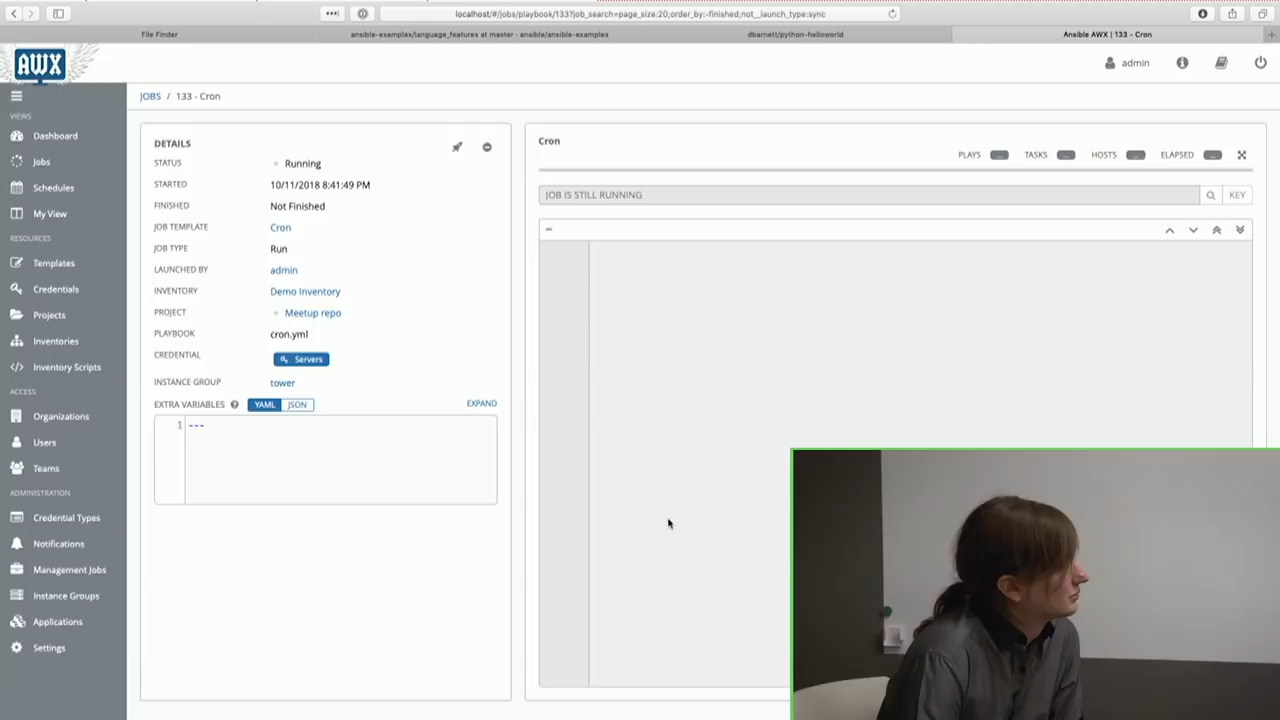 localhost/#/jobs/playbook/133?job_search=page_size:20;order_by:-finished;not__launch_type:sync
File Finder
ansible-examples/language_features at master · ansible/ansible-examples
dbarnett/python-helloworld
Ansible AWX | 133 - Cron
AWX
admin
JOBS / 133 - Cron
VIEWS
Dashboard
Jobs
Schedules
My View
RESOURCES
Templates
Credentials
Projects
Inventories
Inventory Scripts
ACCESS
Organizations
Users
Teams
ADMINISTRATION
Credential Types
Notifications
Management Jobs
Instance Groups
Applications
Settings
DETAILS
STATUS Running
STARTED 10/11/2018 8:41:49 PM
FINISHED Not Finished
JOB TEMPLATE Cron
JOB TYPE Run
LAUNCHED BY admin
INVENTORY Demo Inventory
PROJECT Meetup repo
PLAYBOOK cron.yml
CREDENTIAL Servers
INSTANCE GROUP tower
EXTRA VARIABLES YAML JSON EXPAND
1 ---
Cron
PLAYS ... TASKS ... HOSTS ... ELAPSED ...
JOB IS STILL RUNNING KEY